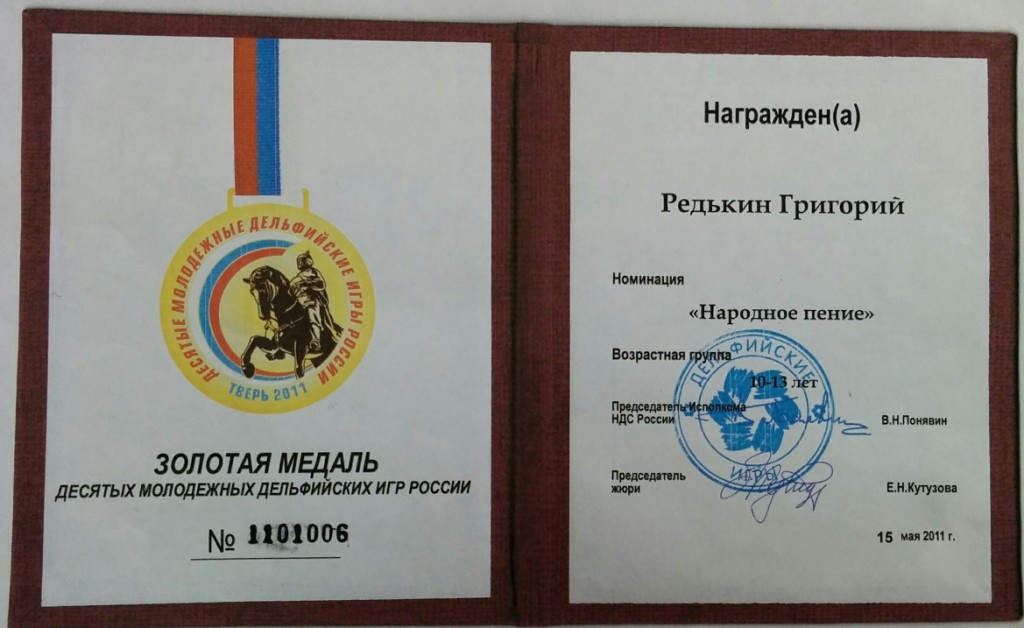 ДЕСЯТЫЕ МОЛОДЕЖНЫЕ ДЕЛЬФИЙСКИЕ ИГРЫ РОССИИ
ТВЕРЬ 2011
ЗОЛОТАЯ МЕДАЛЬ
ДЕСЯТЫХ МОЛОДЕЖНЫХ ДЕЛЬФИЙСКИХ ИГР РОССИИ
№ 1101006
Награжден(а)
Редькин Григорий
Номинация
«Народное пение»
Возрастная группа
ДЕЛЬФИЙСКИЕ
10-13 лет
Председатель Исполкома
НДС России
В.Н.Понявин
ИГРЫ
Председатель
жюри
Е.Н.Кутузова
15 мая 2011 г.